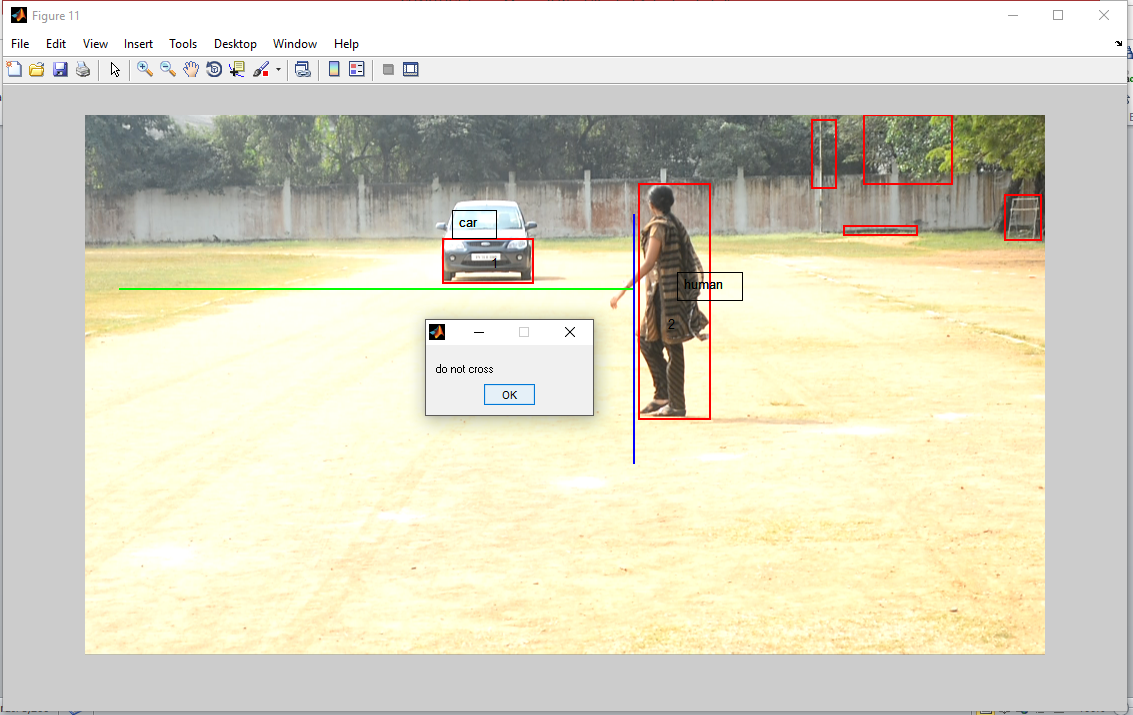 Figure 11
File Edit View Insert Tools Desktop Window Help
car
1
human
2
do not cross
OK